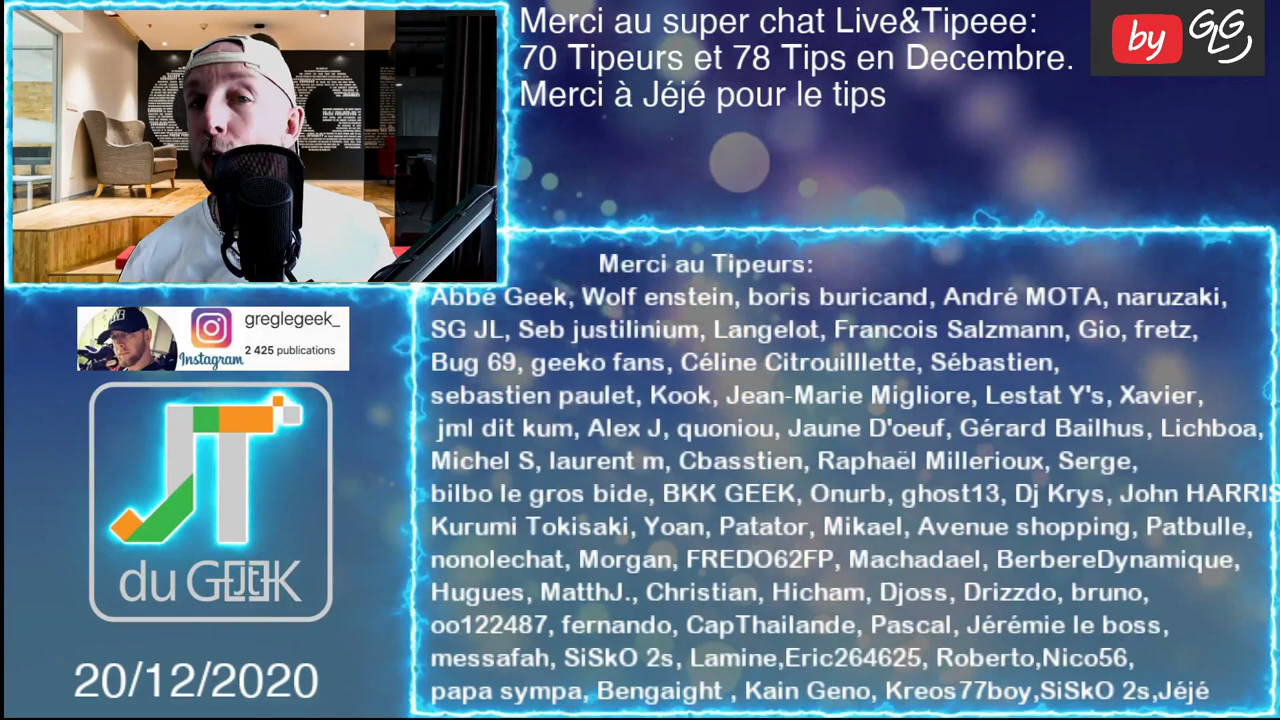 Merci au super chat Live&Tipeee:
70 Tipeurs et 78 Tips en Decembre.
Merci à Jéjé pour le tips
by GLG
Merci au Tipeurs:
Abbé Geek, Wolf enstein, boris buricand, André MOTA, naruzaki,
SG JL, Seb justilinium, Langelot, Francois Salzmann, Gio, fretz,
Bug 69, geeko fans, Céline Citrouilllette, Sébastien,
sebastien paulet, Kook, Jean-Marie Migliore, Lestat Y's, Xavier,
jml dit kum, Alex J, quoniou, Jaune D'oeuf, Gérard Bailhus, Lichboa,
Michel S, laurent m, Cbasstien, Raphaël Millerioux, Serge,
bilbo le gros bide, BKK GEEK, Onurb, ghost13, Dj Krys, John HARRIS
Kurumi Tokisaki, Yoan, Patator, Mikael, Avenue shopping, Patbulle,
nonolechat, Morgan, FREDO62FP, Machadael, BerbereDynamique,
Hugues, MatthJ., Christian, Hicham, Djoss, Drizzdo, bruno,
oo122487, fernando, CapThailande, Pascal, Jérémie le boss,
messafah, SiSkO 2s, Lamine,Eric264625, Roberto,Nico56,
papa sympa, Bengaight , Kain Geno, Kreos77boy,SiSkO 2s,Jéjé
greglegeek_
Instagram
2 425 publications
JT
du GEEK
20/12/2020